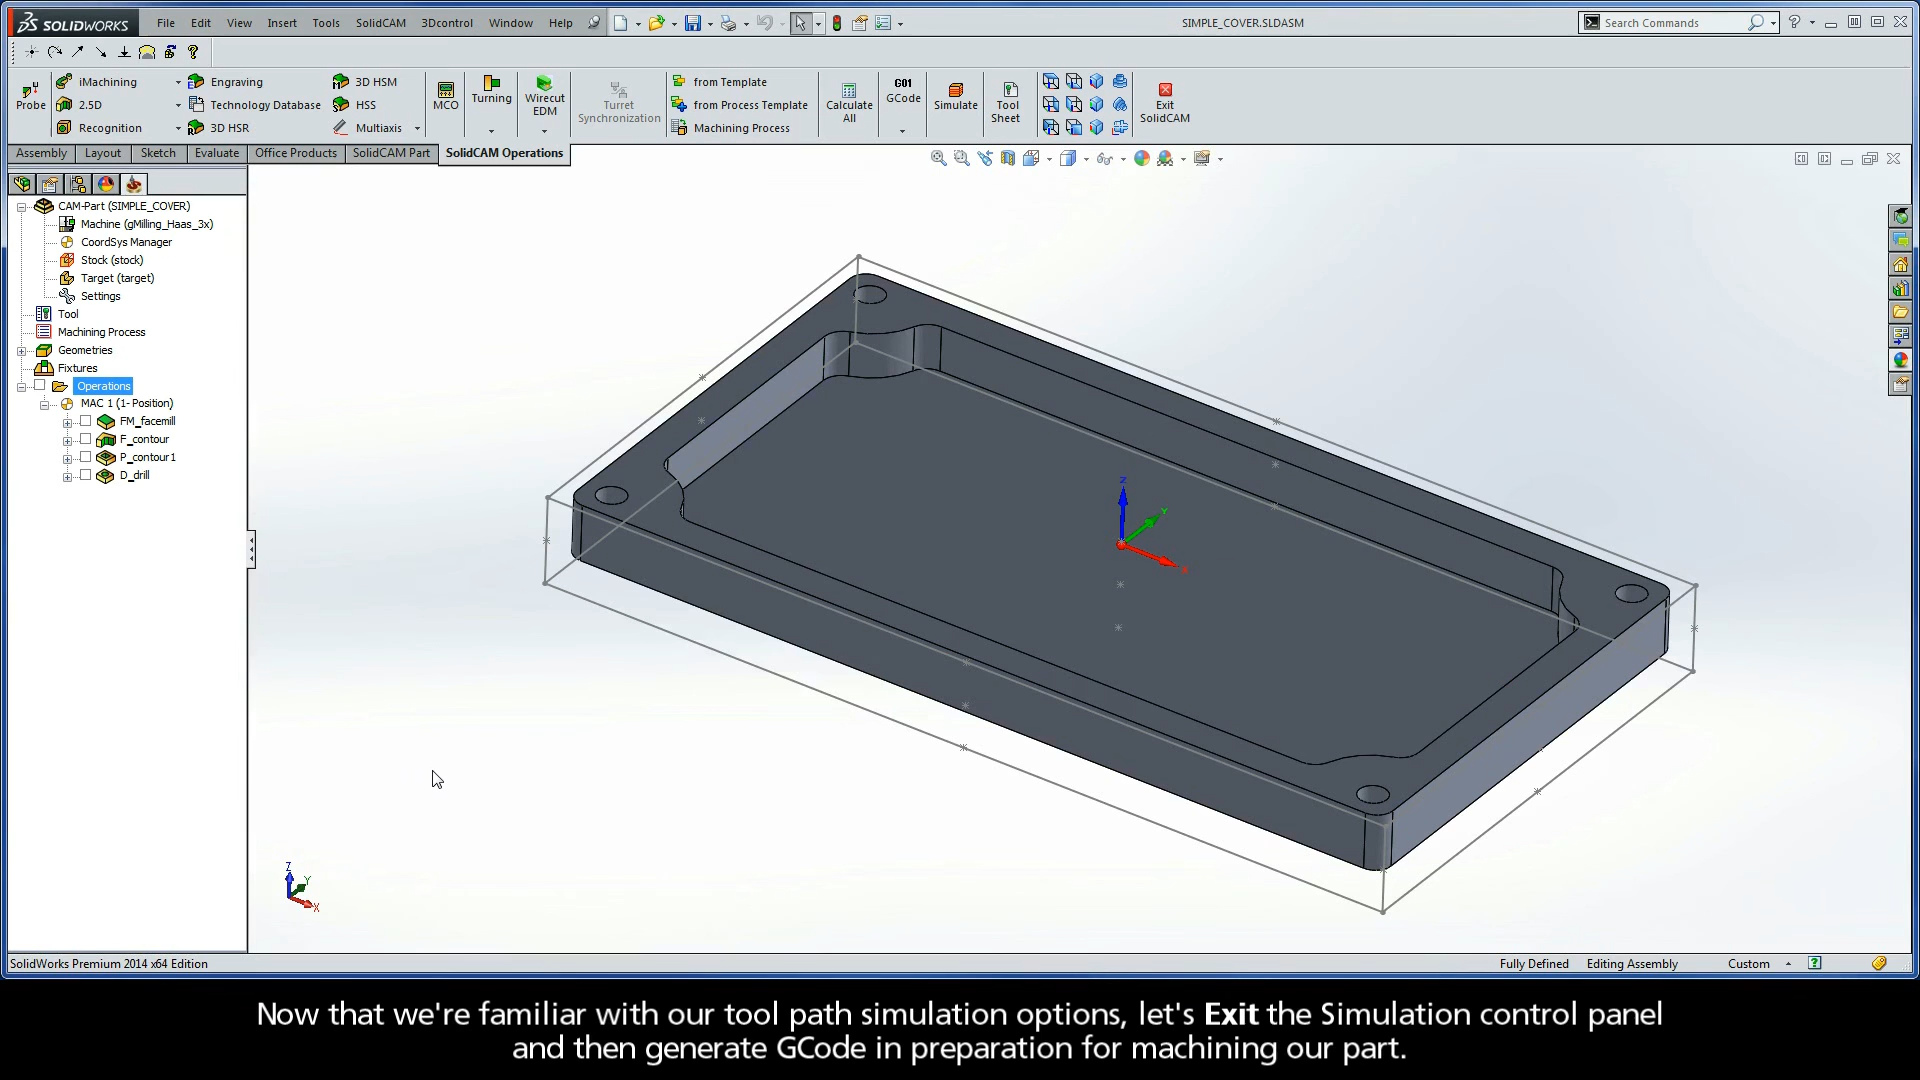 SOLIDWORKS File Edit View Insert Tools SolidCAM 3Dcontrol Window Help SIMPLE_COVER.SLDASM Search Commands
Probe
iMachining
2.5D
Recognition
Engraving
Technology Database
3D HSR
3D HSM
HSS
Multiaxis
MCO
Turning
Wirecut
EDM
Turret
Synchronization
from Template
from Process Template
Machining Process
Calculate
All
G01
GCode
Simulate
Tool
Sheet
Exit
SolidCAM
Assembly Layout Sketch Evaluate Office Products SolidCAM Part SolidCAM Operations
CAM-Part (SIMPLE_COVER)
Machine (gMilling_Haas_3x)
CoordSys Manager
Stock (stock)
Target (target)
Settings
Tool
Machining Process
Geometries
Fixtures
Operations
MAC 1 (1- Position)
FM_facemill
F_contour
P_contour1
D_drill
Z
Y
X
Z
Y
X
SolidWorks Premium 2014 x64 Edition Fully Defined Editing Assembly Custom
Now that we're familiar with our tool path simulation options, let's Exit the Simulation control panel
and then generate GCode in preparation for machining our part.